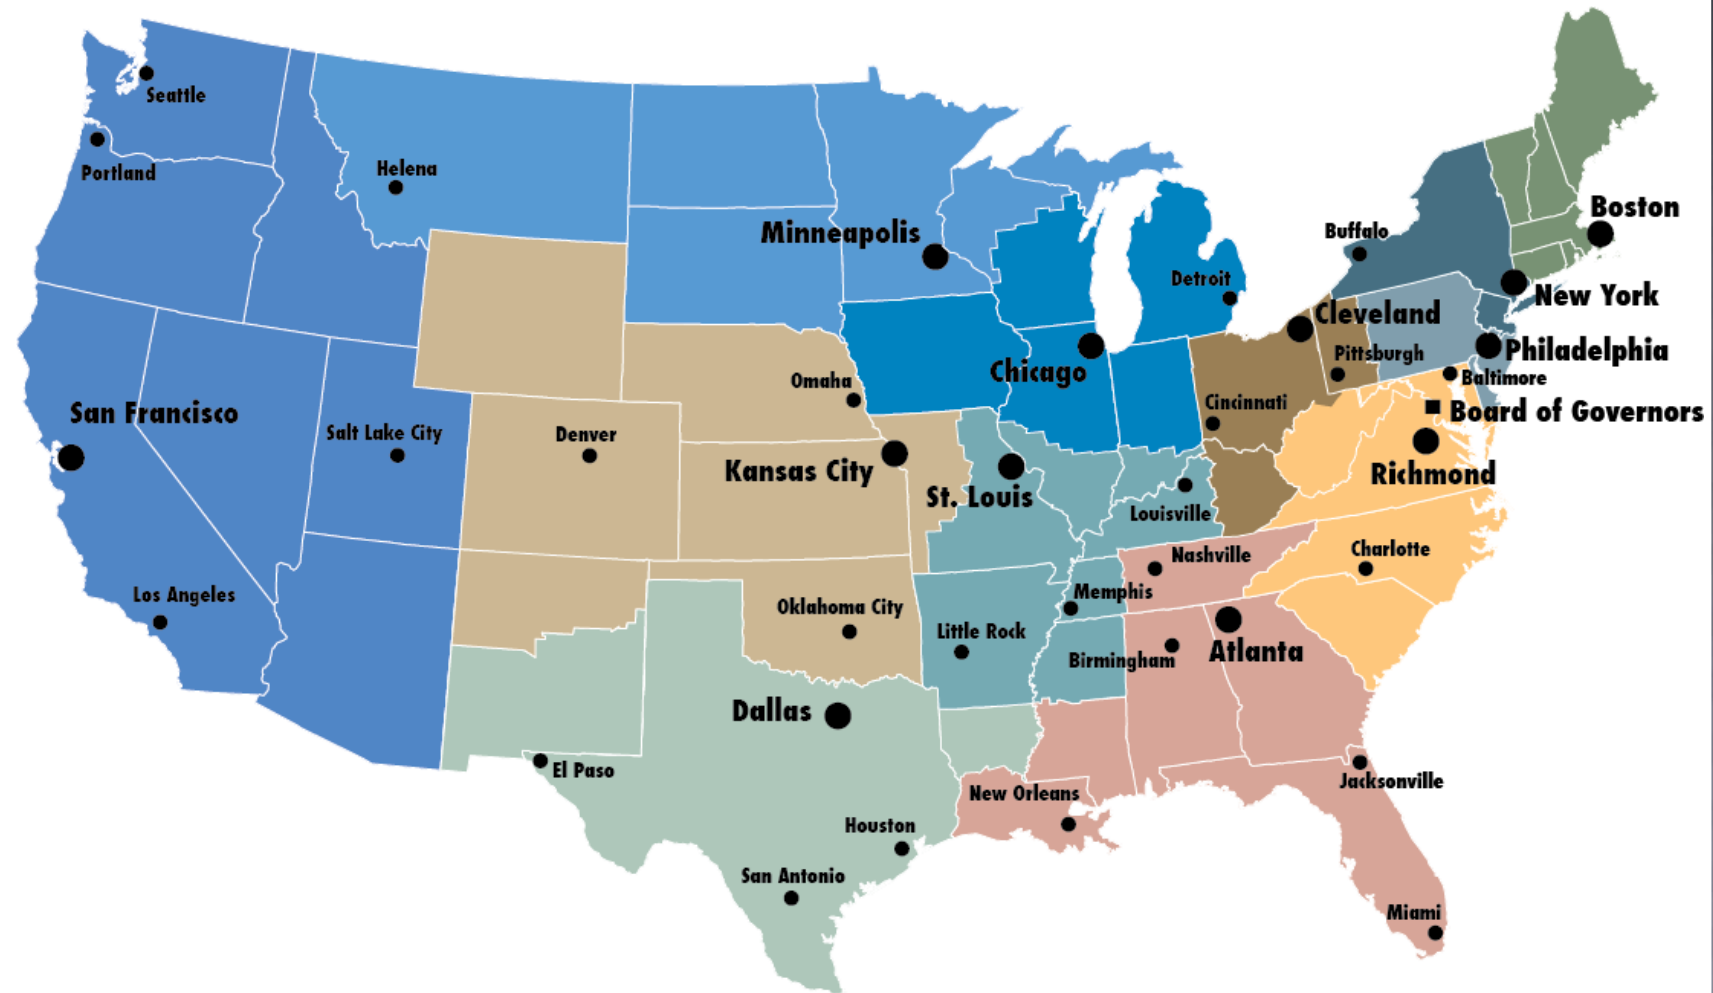 Seattle
Portland
Helena
Minneapolis
Boston
Buffalo
Detroit
New York
Cleveland
Chicago
Pittsburgh
Philadelphia
Baltimore
Omaha
Cincinnati
Board of Governors
San Francisco
Salt Lake City
Denver
Kansas City
St. Louis
Richmond
Louisville
Nashville
Charlotte
Los Angeles
Memphis
Oklahoma City
Little Rock
Birmingham
Atlanta
Dallas
El Paso
Jacksonville
New Orleans
Houston
San Antonio
Miami